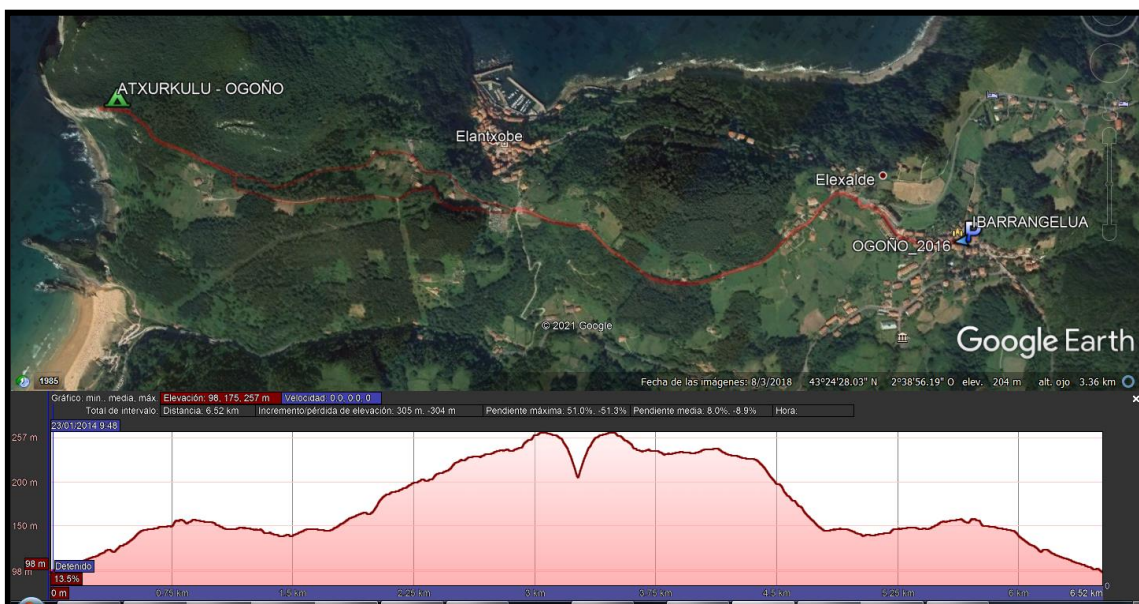 ATXURKULU - OGOÑO
Elantxobe
Elexalde
IBARRANGELUA
OGOÑO_2016
© 2021 Google
Google Earth
1985
Fecha de las imágenes: 8/3/2018 43°24'28.03" N 2°38'56.19" O elev. 204 m alt. ojo 3.36 km
Gráfico: mín., media, máx. Elevación: 98, 175, 257 m Velocidad: 0.0, 0.0, 0
Total de intervalo: Distancia: 6.52 km Incremento/pérdida de elevación: 305 m, -304 m Pendiente máxima: 51.0%, -51.3% Pendiente media: 8.0%, -8.9% Hora:
23/01/2014 9:48
257 m
200 m
150 m
98 m
98 m
Detenido
13.5%
0 m 0.75 km 1.5 km 2.25 km 3 km 3.75 km 4.5 km 5.25 km 6 km 6.52 km
0